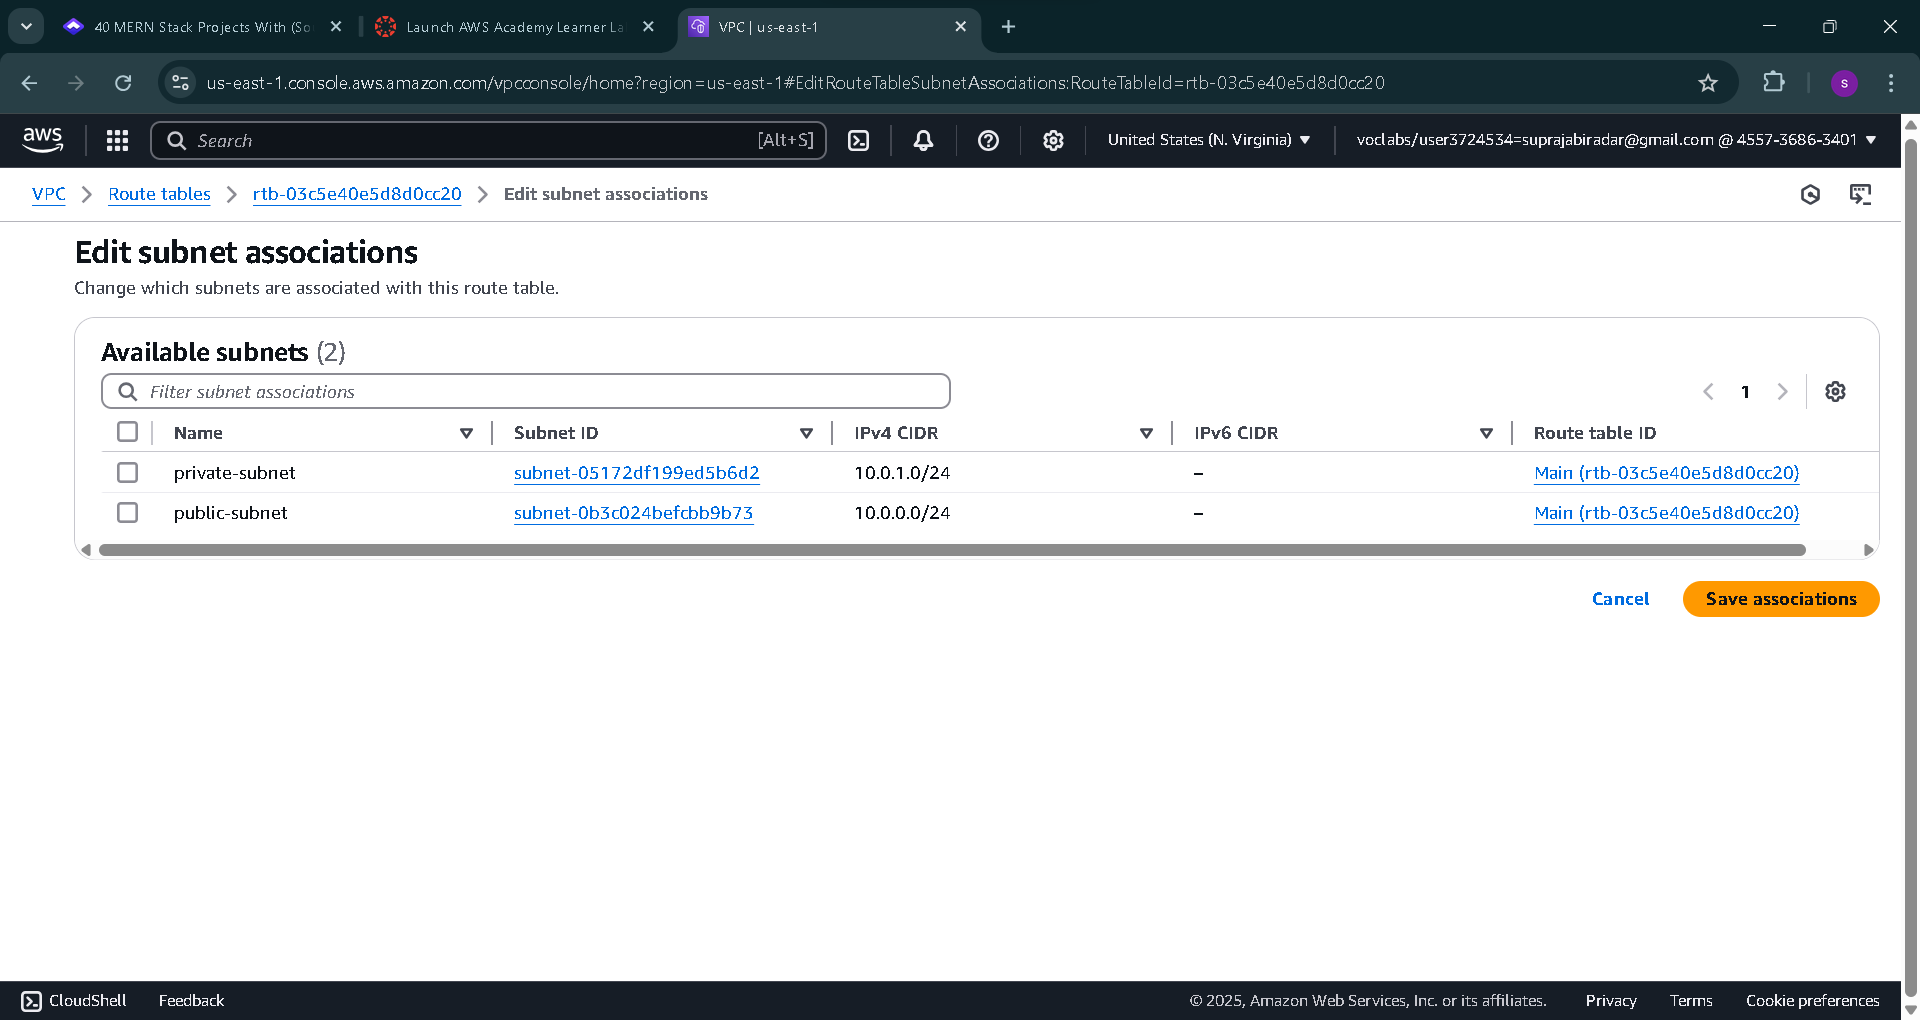 40 MERN Stack Projects With (So
Launch AWS Academy Learner La
VPC | us-east-1
us-east-1.console.aws.amazon.com/vpcconsole/home?region=us-east-1#EditRouteTableSubnetAssociations:RouteTableId=rtb-03c5e40e5d8d0cc20
S
aws
Search [Alt+S]
United States (N. Virginia)
voclabs/user3724534=suprajabiradar@gmail.com @ 4557-3686-3401
VPC Route tables rtb-03c5e40e5d8d0cc20 Edit subnet associations
Edit subnet associations
Change which subnets are associated with this route table.
Available subnets (2)
Filter subnet associations
1
Name Subnet ID IPv4 CIDR IPv6 CIDR Route table ID
private-subnet subnet-05172df199ed5b6d2 10.0.1.0/24 – Main (rtb-03c5e40e5d8d0cc20)
public-subnet subnet-0b3c024befcbb9b73 10.0.0.0/24 – Main (rtb-03c5e40e5d8d0cc20)
Cancel Save associations
CloudShell Feedback © 2025, Amazon Web Services, Inc. or its affiliates. Privacy Terms Cookie preferences